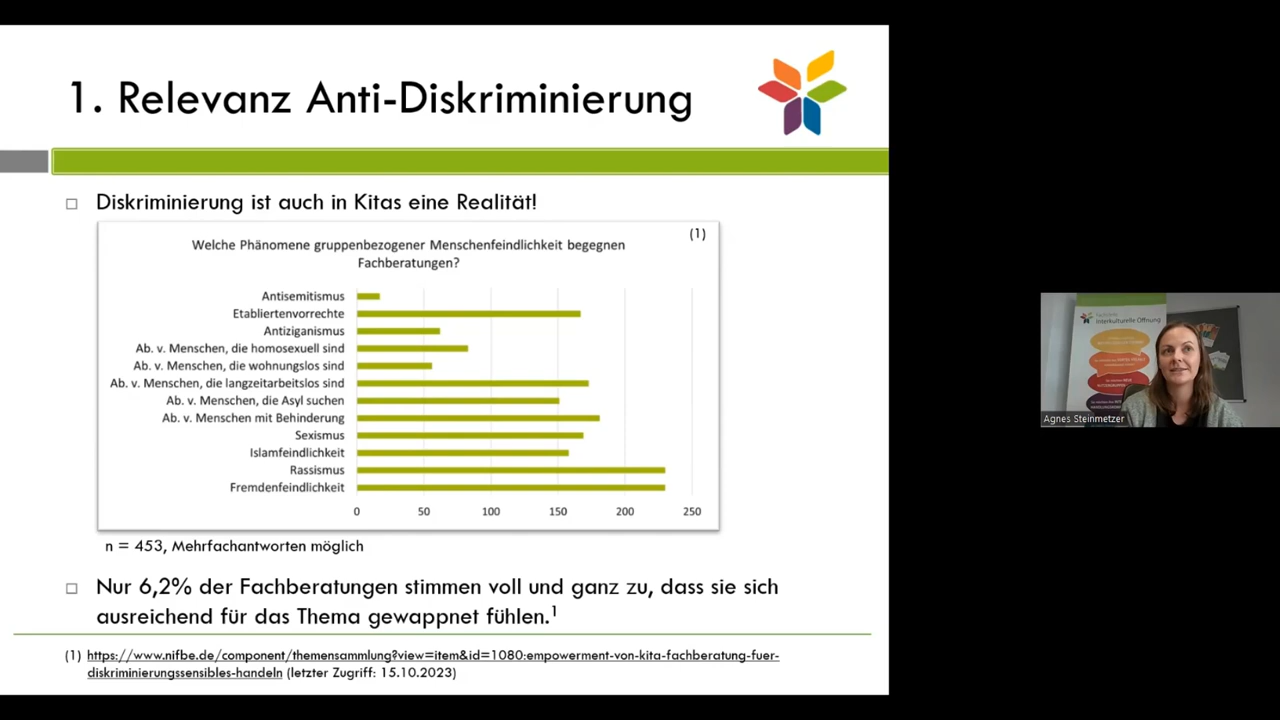 1. Relevanz Anti-Diskriminierung
Diskriminierung ist auch in Kitas eine Realität!
(1)
Welche Phänomene gruppenbezogener Menschenfeindlichkeit begegnen
Fachberatungen?
Antisemitismus
Etabliertenvorrechte
Antiziganismus
Ab. v. Menschen, die homosexuell sind
Ab. v. Menschen, die wohnungslos sind
Ab. v. Menschen, die langzeitarbeitslos sind
Ab. v. Menschen, die Asyl suchen
Ab. v. Menschen mit Behinderung
Sexismus
Islamfeindlichkeit
Rassismus
Fremdenfeindlichkeit
0 50 100 150 200 250
n = 453, Mehrfachantworten möglich
Nur 6,2% der Fachberatungen stimmen voll und ganz zu, dass sie sich
ausreichend für das Thema gewappnet fühlen.¹
(1) https://www.nifbe.de/component/themensammlung?view=item&id=1080:empowerment-von-kita-fachberatung-fuer-
diskriminierungssensibles-handeln (letzter Zugriff: 15.10.2023)
Interkulturelle Öffnung
Agnes Steinmetzer